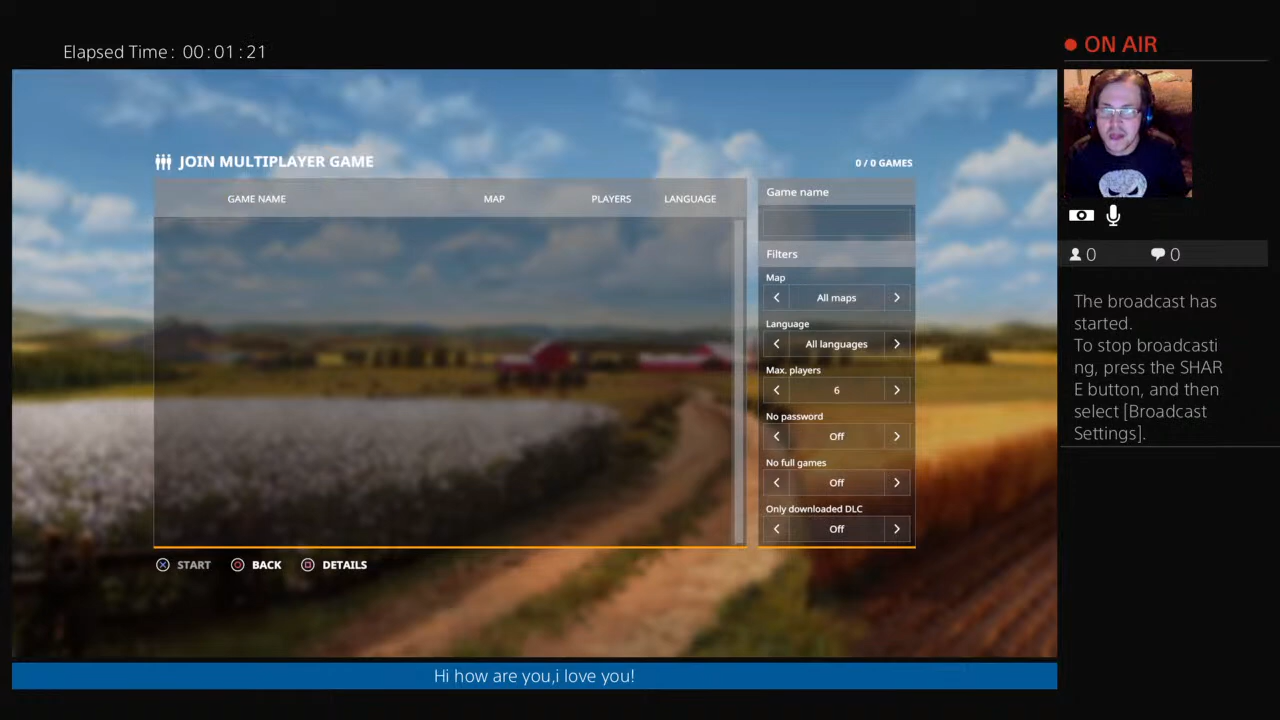 Elapsed Time: 00:01:21
ON AIR
JOIN MULTIPLAYER GAME
0 / 0 GAMES
GAME NAME MAP PLAYERS LANGUAGE
Game name
Filters
Map
All maps
Language
All languages
Max. players
6
No password
Off
No full games
Off
Only downloaded DLC
Off
START BACK DETAILS
0 0
The broadcast has
started.
To stop broadcasti
ng, press the SHAR
E button, and then
select [Broadcast
Settings].
Hi how are you,i love you!